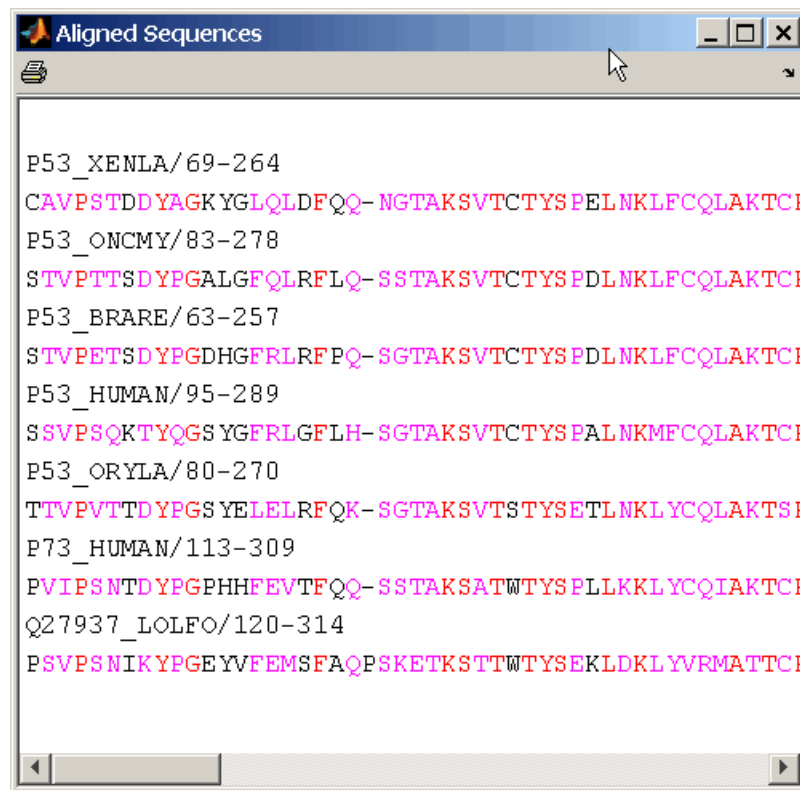 Aligned Sequences
P53_XENLA/69-264
CAVPSTDDYAGKYGLQLDFQQ-NGTAKSVTCTYSPELNKLFCQLAKTC
P53_ONCMY/83-278
STVPTTSDYPGALGFQLRFLQ-SSTAKSVTCTYSPDLNKLFCQLAKTC
P53_BRARE/63-257
STVPETSDYPGDHGFRLRFPQ-SGTAKSVTCTYSPDLNKLFCQLAKTC
P53_HUMAN/95-289
SSVPSQKTYQGSYGFRLGFLH-SGTAKSVTCTYSPALNKMFCQLAKTC
P53_ORYLA/80-270
TTVPVTTDYPGSYELELRFQK-SGTAKSVTSTYSETLNKLYCQLAKTS
P73_HUMAN/113-309
PVIPSNTDYPGPHHFEVTFQQ-SSTAKSATWTYSPLLKKLYCQIAKTC
Q27937_LOLFO/120-314
PSVPSNIKYPGEYVFEMSFAQPSKETKSTTWTYSEKLDKLYVRMATTC